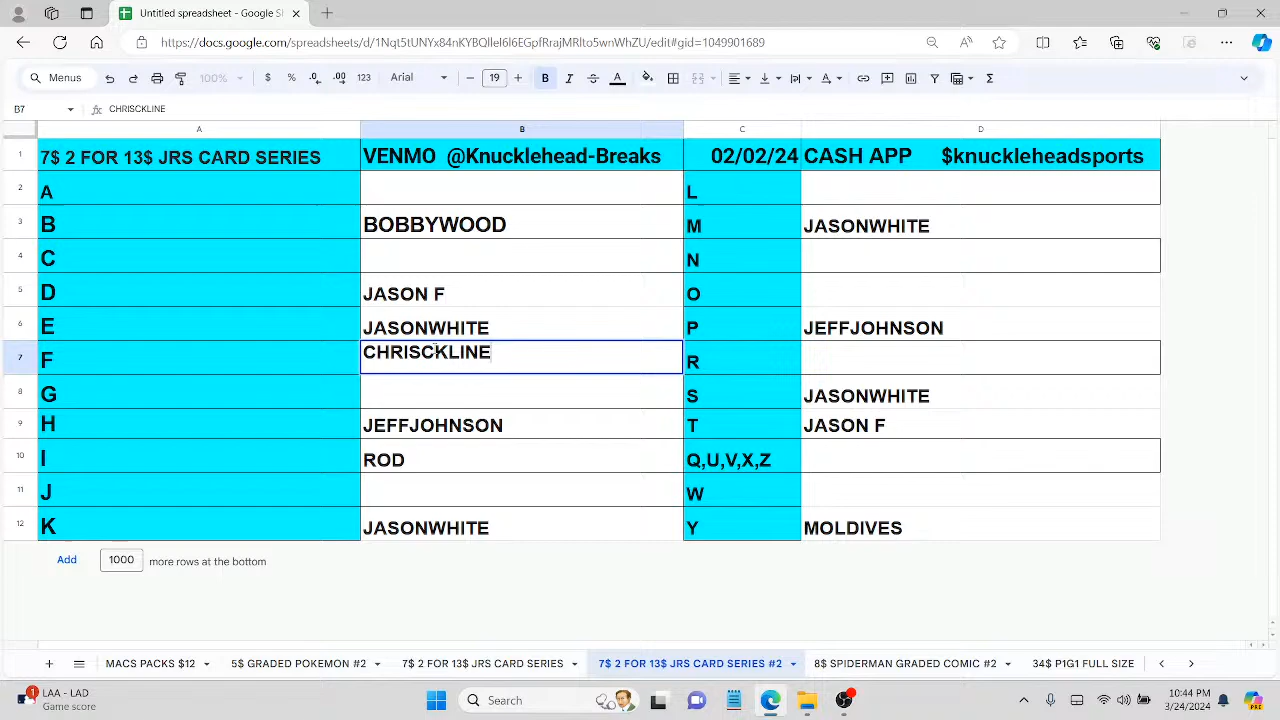 Untitled spreadsheet - Google S
https://docs.google.com/spreadsheets/d/1Nqt5tUNYx84nKYBQlleI6l6EGpfRrajMRIto5wnWhZU/edit#gid=1049901689
Menus 100% $ % .0 .00 123 Arial 19 B I A
B7 fx CHRISCKLINE
A B C D
1 7$ 2 FOR 13$ JRS CARD SERIES VENMO @Knucklehead-Breaks 02/02/24 CASH APP $knuckleheadsports
2 A L
3 B BOBBYWOOD M JASONWHITE
4 C N
5 D JASON F O
6 E JASONWHITE P JEFFJOHNSON
7 F CHRISCKLINE R
8 G S JASONWHITE
9 H JEFFJOHNSON T JASON F
10 I ROD Q,U,V,X,Z
11 J W
12 K JASONWHITE Y MOLDIVES
Add 1000 more rows at the bottom
MACS PACKS $12 5$ GRADED POKEMON #2 7$ 2 FOR 13$ JRS CARD SERIES 7$ 2 FOR 13$ JRS CARD SERIES #2 8$ SPIDERMAN GRADED COMIC #2 34$ P1G1 FULL SIZE
1 LAA - LAD
Game score
Search
10:44 PM
3/24/2024
PRE